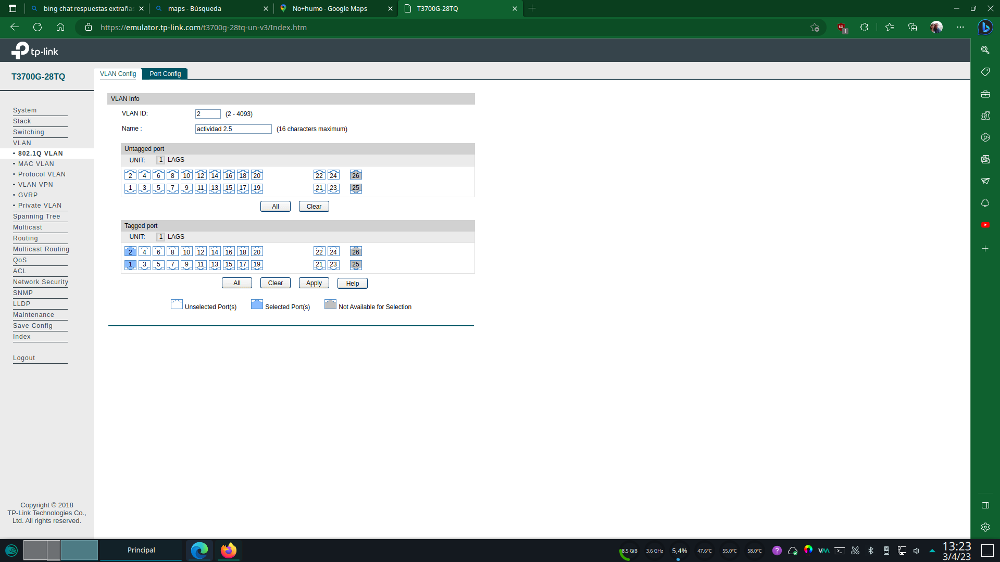 bing chat respuestas extrañas
maps - Búsqueda
No+humo - Google Maps
T3700G-28TQ
https://emulator.tp-link.com/t3700g-28tq-un-v3/Index.htm
1
tp-link
T3700G-28TQ
VLAN Config
Port Config
System
Stack
Switching
VLAN
• 802.1Q VLAN
• MAC VLAN
• Protocol VLAN
• VLAN VPN
• GVRP
• Private VLAN
Spanning Tree
Multicast
Routing
Multicast Routing
QoS
ACL
Network Security
SNMP
LLDP
Maintenance
Save Config
Index
Logout
Copyright © 2018
TP-Link Technologies Co.,
Ltd. All rights reserved.
VLAN Info
VLAN ID: 2 (2 - 4093)
Name : actividad 2.5 (16 characters maximum)
Untagged port
UNIT: 1 LAGS
2 4 6 8 10 12 14 16 18 20 22 24 26
1 3 5 7 9 11 13 15 17 19 21 23 25
All Clear
Tagged port
UNIT: 1 LAGS
2 4 6 8 10 12 14 16 18 20 22 24 26
1 3 5 7 9 11 13 15 17 19 21 23 25
All Clear Apply Help
Unselected Port(s) Selected Port(s) Not Available for Selection
Principal
8,5 GiB
3,6 GHz
5,4%
47,6°C
55,0°C
58,0°C
13:23
3/4/23